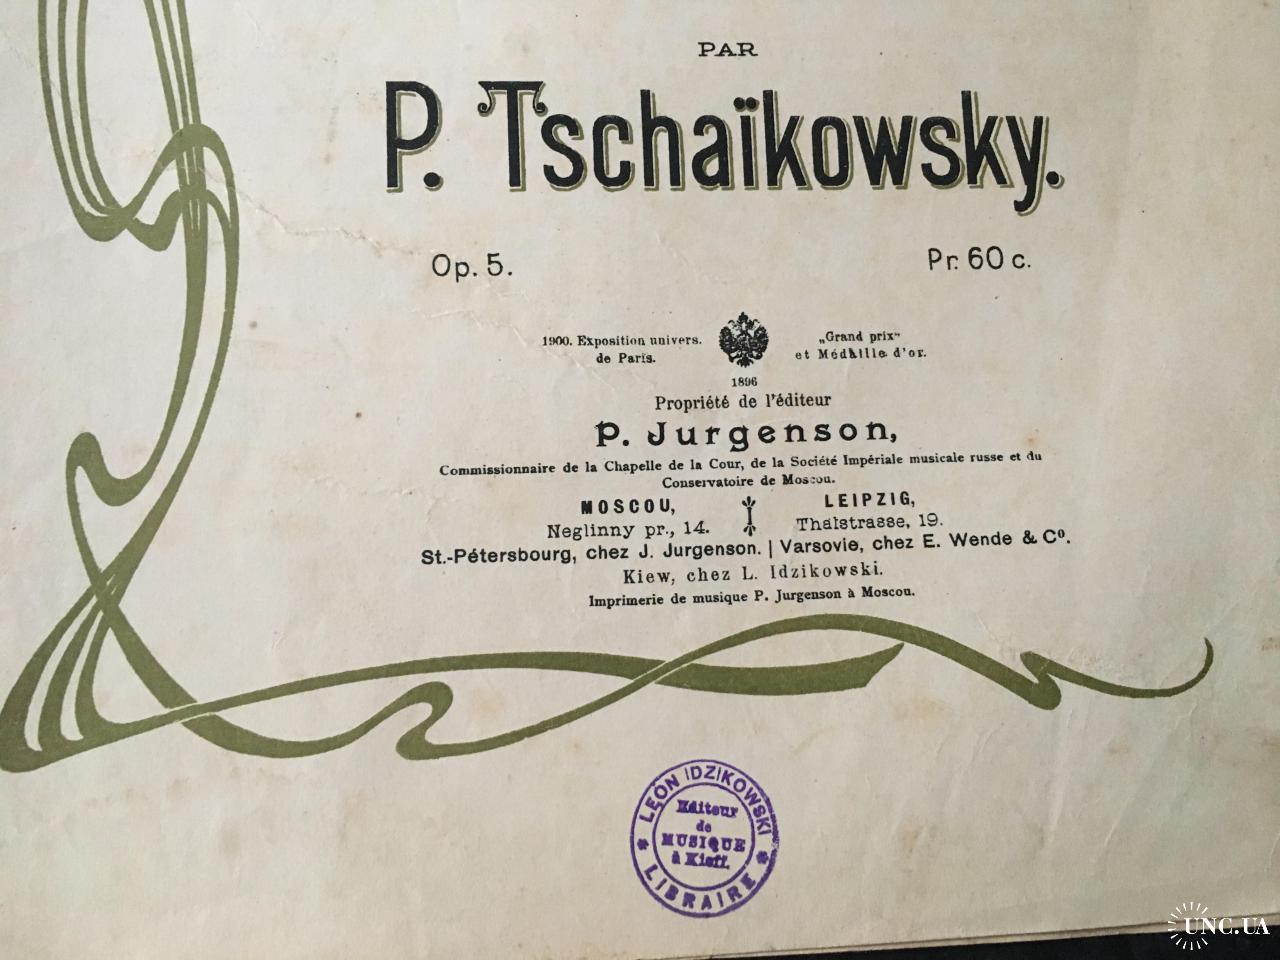 PAR
P. Tschaïkowsky.
Op. 5.
Pr. 60 c.
1900. Exposition univers.
de Paris.
„Grand prix“
et Médaille d'or.
1896
Propriété de l'éditeur
P. Jurgenson,
Commissionnaire de la Chapelle de la Cour, de la Société Impériale musicale russe et du
Conservatoire de Moscou.
MOSCOU,
Neglinny pr., 14.
LEIPZIG,
Thalstrasse, 19.
St.-Pétersbourg, chez J. Jurgenson. | Varsovie, chez E. Wende & Cº.
Kiew, chez L. Idzikowski.
Imprimerie de musique P. Jurgenson à Moscou.
LEÓN IDZIKOWSKI
Editeur
de
MUSIQUE
à Kieff.
* LIBRAIRE *
UNC.UA